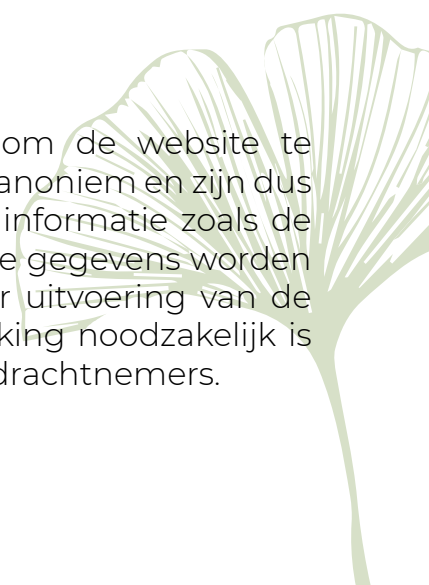 om de website te
anoniem en zijn dus
informatie zoals de
e gegevens worden
r uitvoering van de
king noodzakelijk is
drachtnemers.